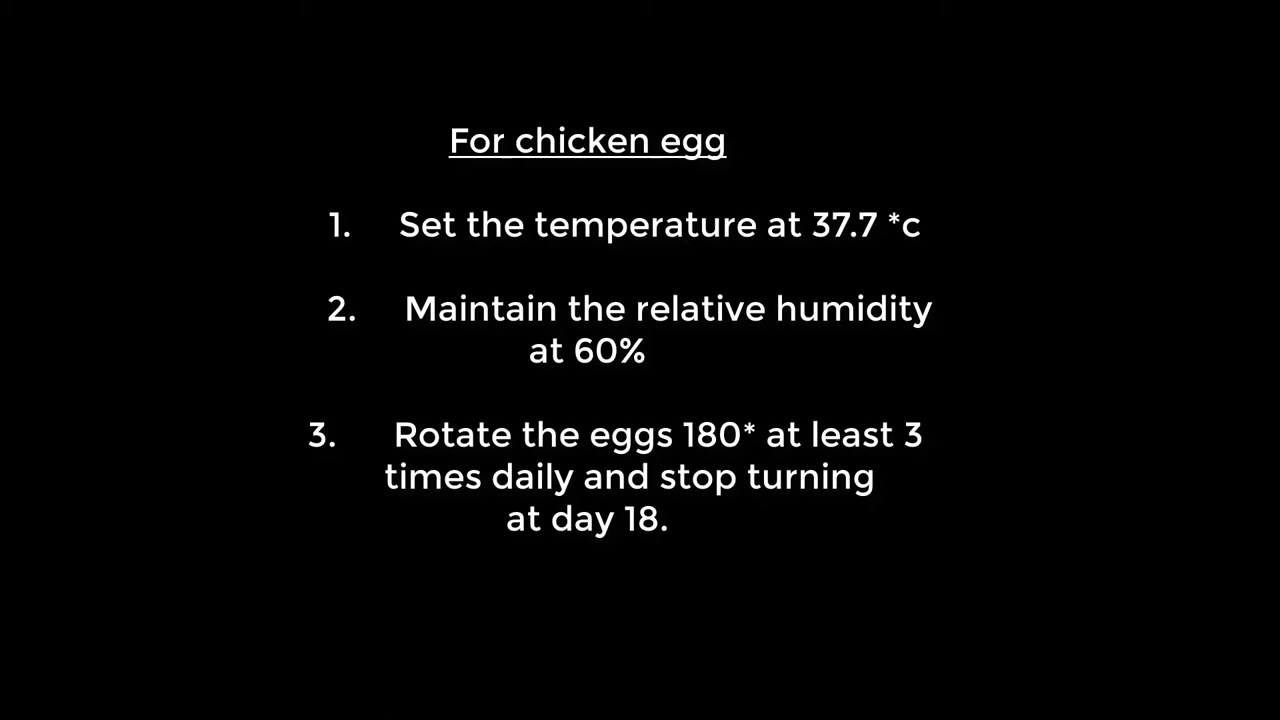 For chicken egg
1. Set the temperature at 37.7 *c
2. Maintain the relative humidity
at 60%
3. Rotate the eggs 180* at least 3
times daily and stop turning
at day 18.